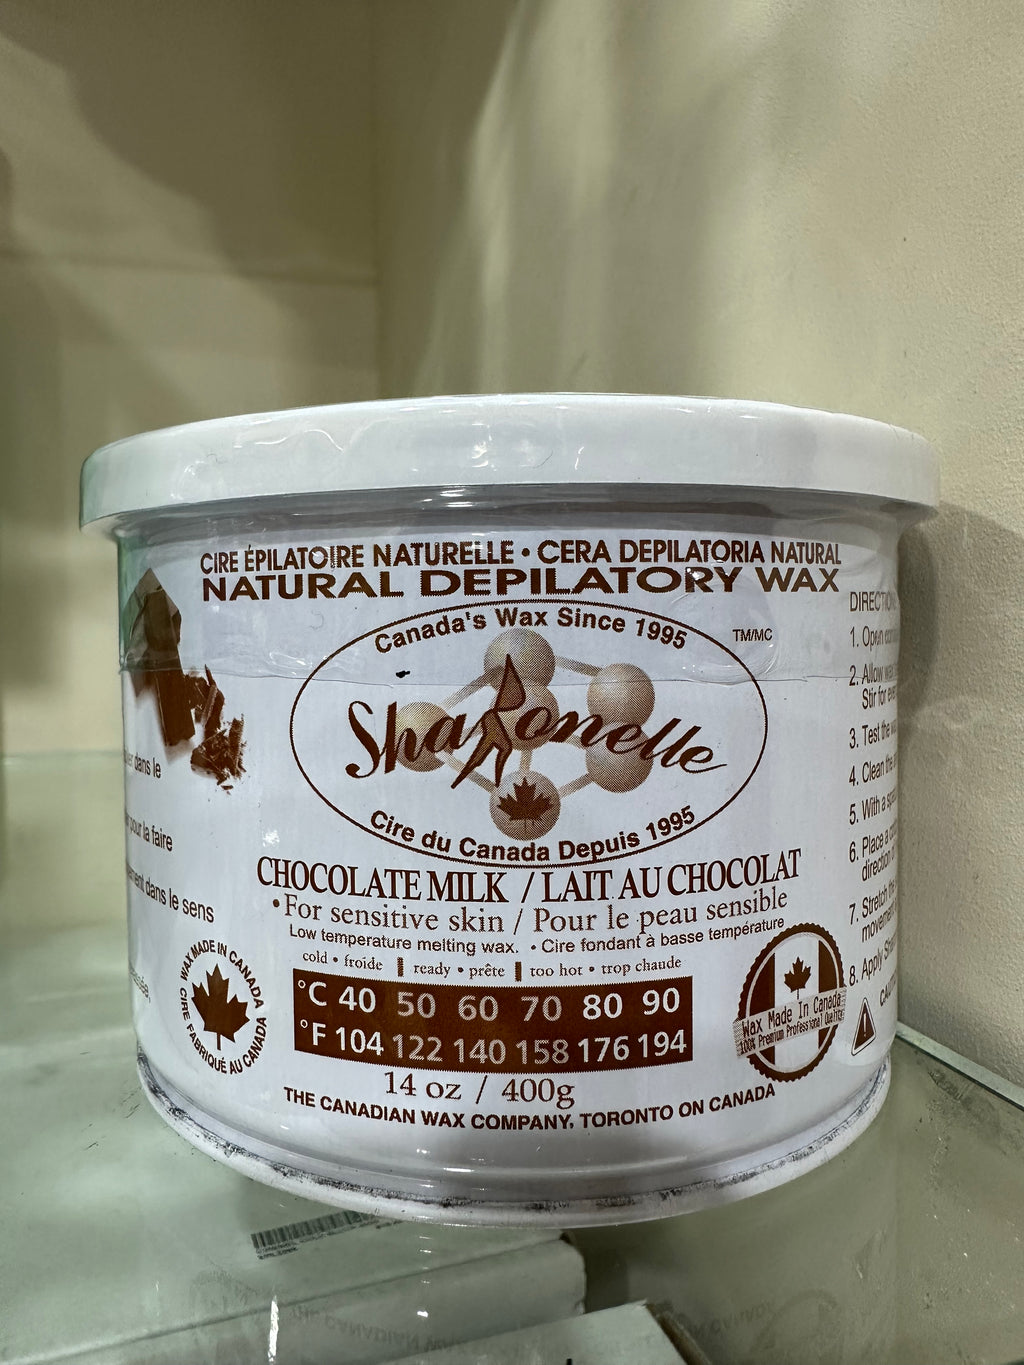 CIRE ÉPILATOIRE NATURELLE • CERA DEPILATORIA NATURAL
NATURAL DEPILATORY WAX
Canada's Wax Since 1995
TM/MC
Sharonelle
Cire du Canada Depuis 1995
CHOCOLATE MILK / LAIT AU CHOCOLAT
•For sensitive skin / Pour le peau sensible
Low temperature melting wax. • Cire fondant à basse température
cold • froide ready • prête too hot • trop chaude
°C 40 50 60 70 80 90
°F 104 122 140 158 176 194
14 oz / 400g
THE CANADIAN WAX COMPANY, TORONTO ON CANADA
dans le
pour la faire
dans le sens
WAX MADE IN CANADA
CIRE FABRIQUÉ AU CANADA
Wax Made In Canada
100% Premium Professional Quality
1.
2. Allow
Stir for
3. Test the
4. Clean the
5. With a
6. Place a
direction
7. Stretch the
8. Apply